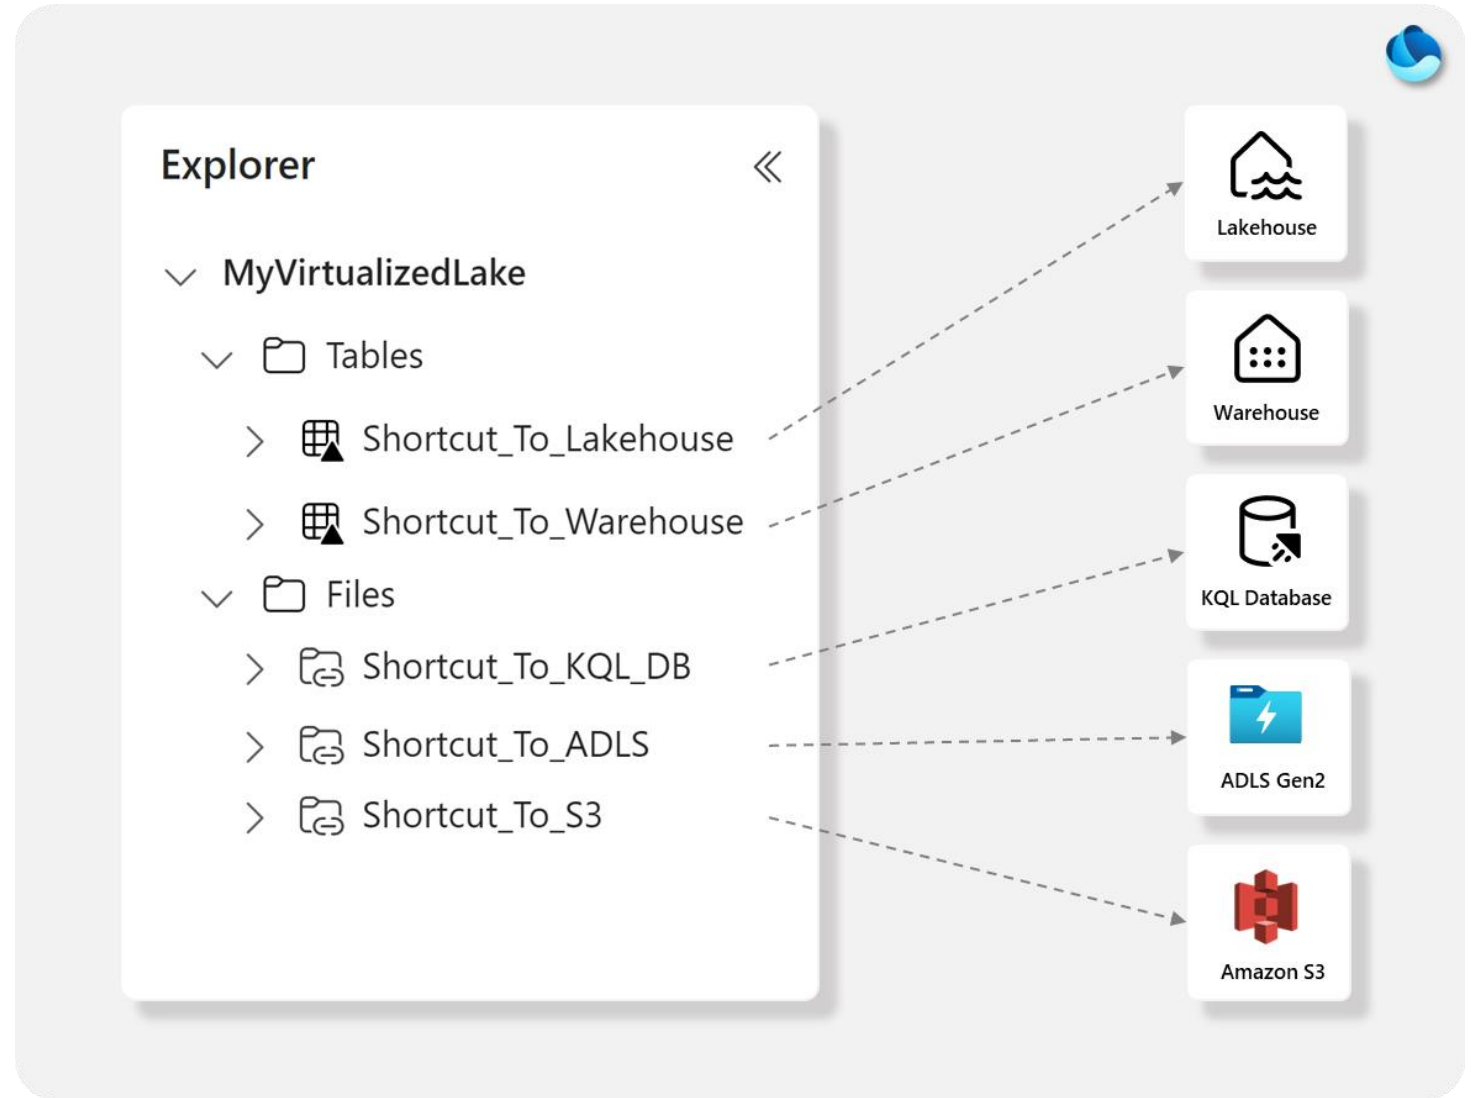 Explorer
MyVirtualizedLake
Tables
Shortcut_To_Lakehouse
Shortcut_To_Warehouse
Files
Shortcut_To_KQL_DB
Shortcut_To_ADLS
Shortcut_To_S3
Lakehouse
Warehouse
KQL Database
ADLS Gen2
Amazon S3